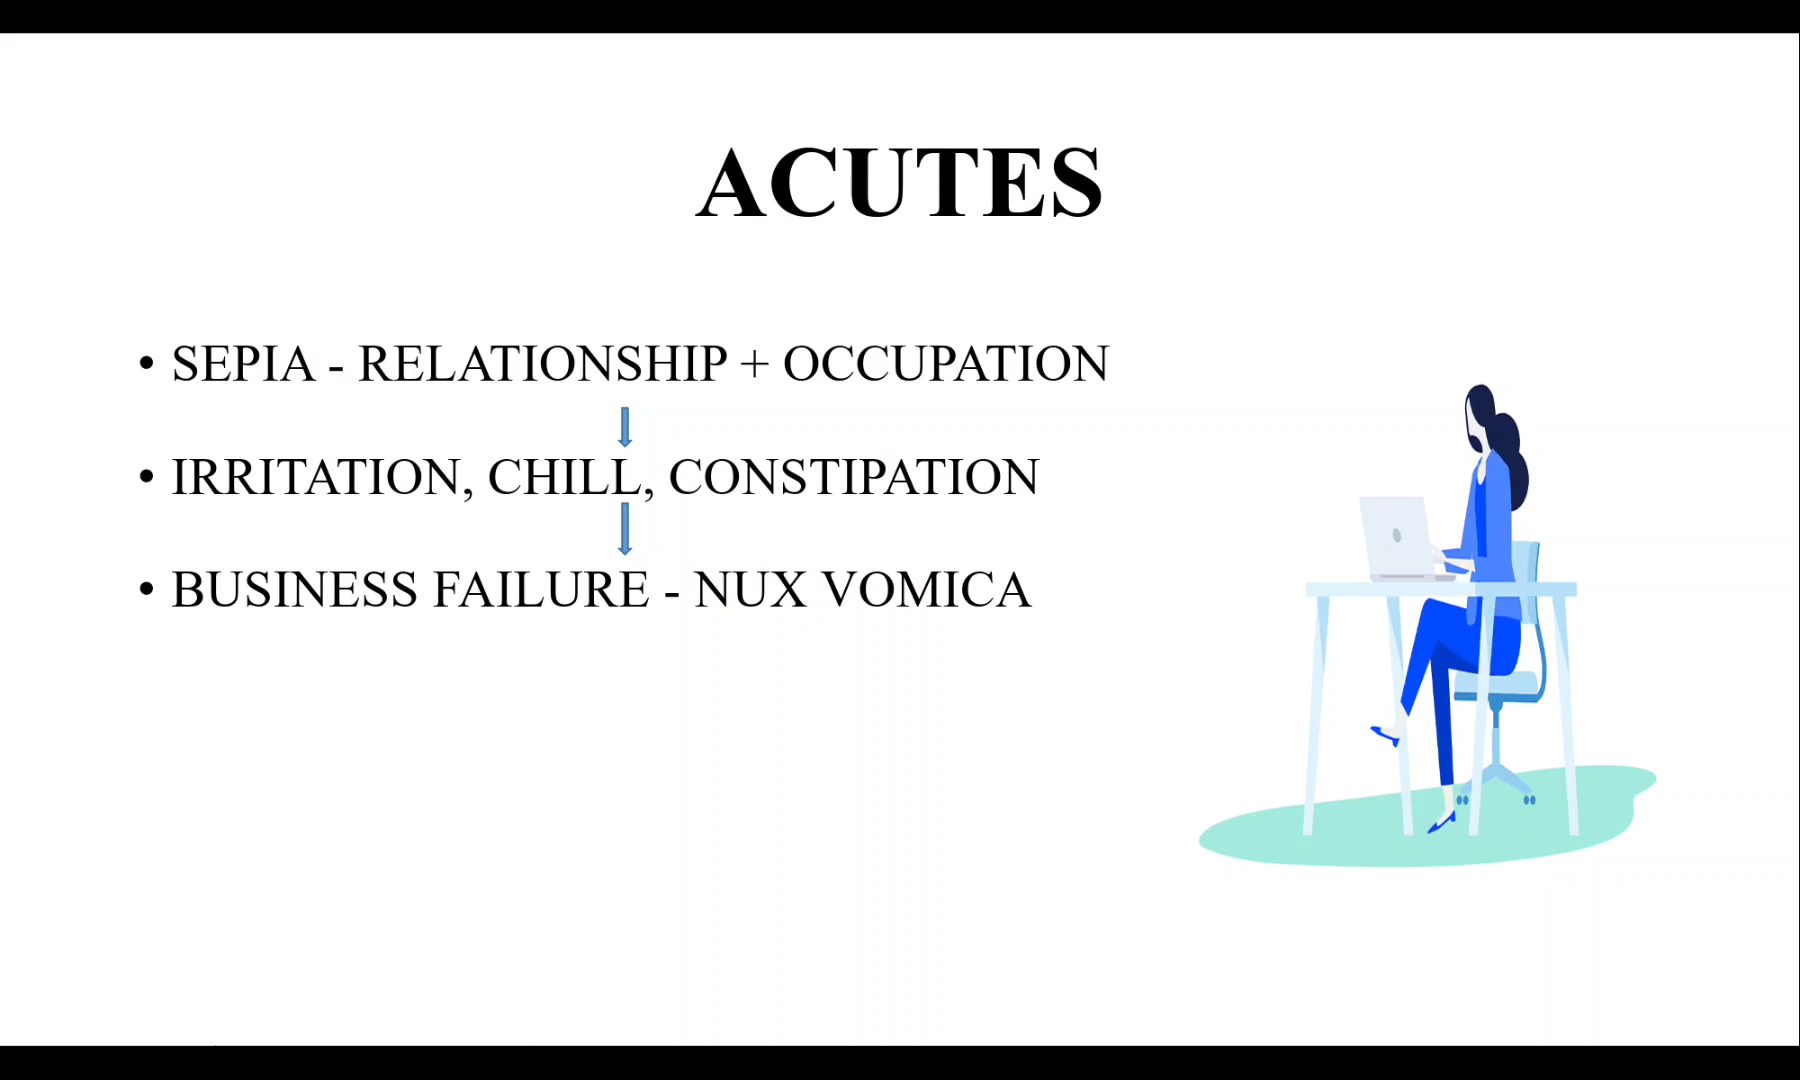 ACUTES
• SEPIA - RELATIONSHIP + OCCUPATION
• IRRITATION, CHILL, CONSTIPATION
• BUSINESS FAILURE - NUX VOMICA